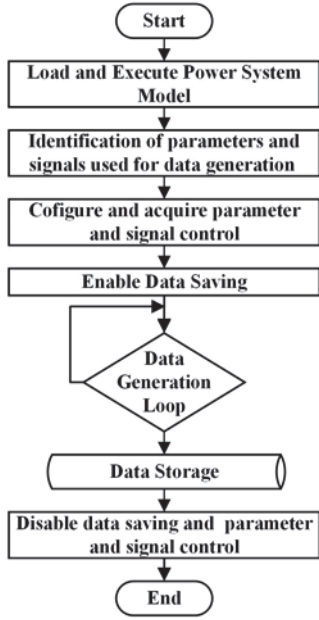 Start
Load and Execute Power System
Model
Identification of parameters and
signals used for data generation
Cofigure and acquire parameter
and signal control
Enable Data Saving
Data
Generation
Loop
Data Storage
Disable data saving and parameter
and signal control
End